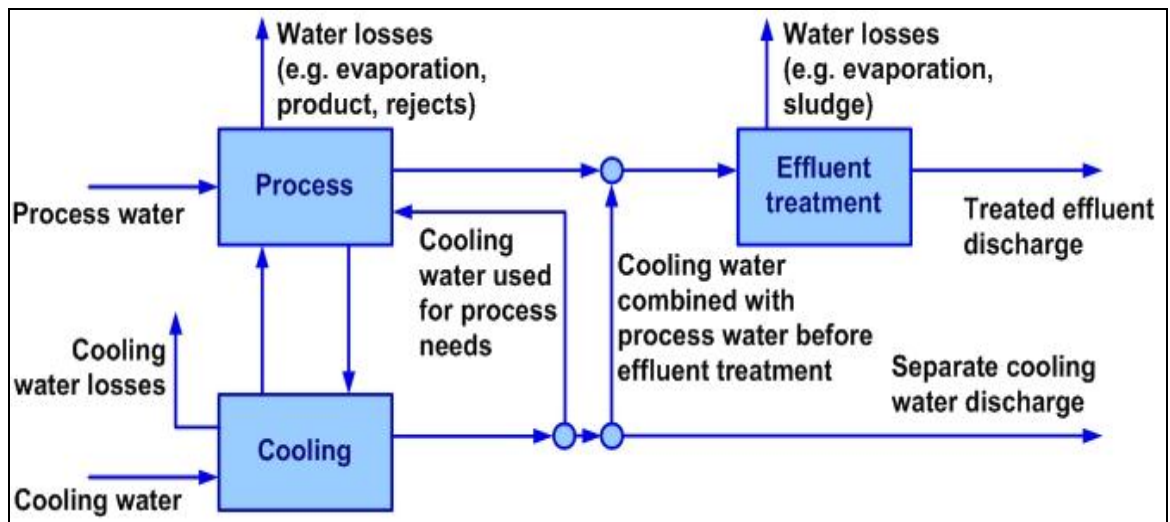 Water losses
(e.g. evaporation,
product, rejects)
Water losses
(e.g. evaporation,
sludge)
Process
Effluent
treatment
Process water
Treated effluent
discharge
Cooling
water used
for process
needs
Cooling water
combined with
process water before
effluent treatment
Cooling
water losses
Separate cooling
water discharge
Cooling
Cooling water